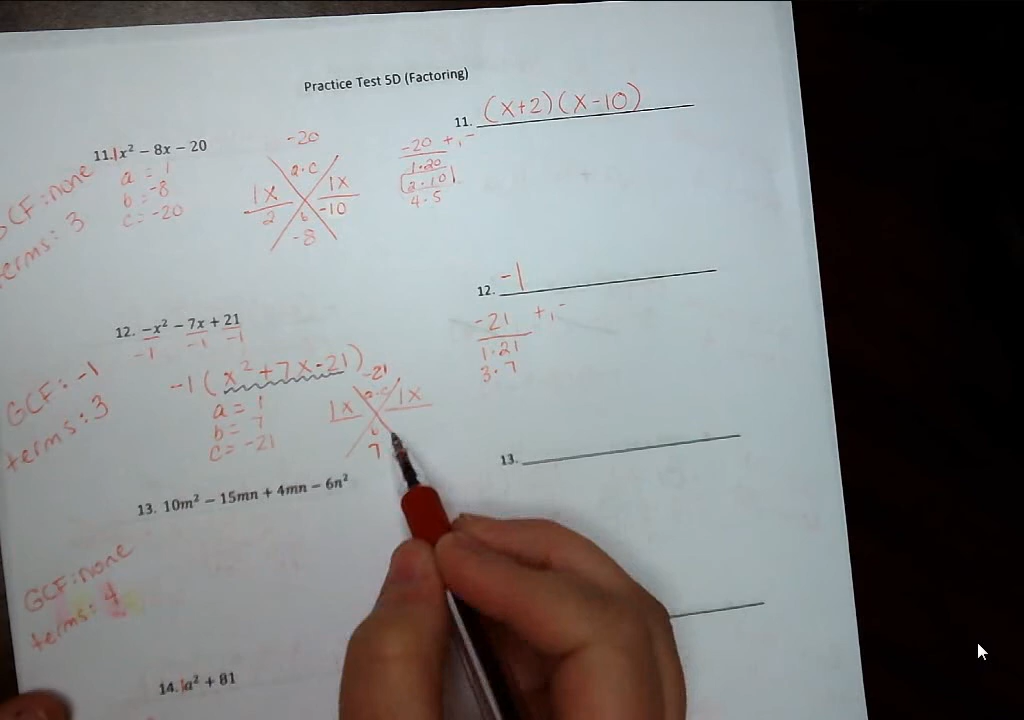 Practice Test 5D (Factoring)
11. 1x² – 8x – 20
GCF: none
terms: 3
a = 1
b = -8
c = -20
-20
a·c
1x 1x
2 -10
b
-8
-20 +,-
1·20
2·10
4·5
11. (x+2)(x-10)
12. –x² – 7x + 21
-1 -1 -1
GCF: -1
terms: 3
-1(x²+7x-21)
a = 1
b = 7
c = -21
-21
a·c
1x 1x
b
7
12. -1
-21 +,-
1·21
3·7
13. 10m² – 15mn + 4mn – 6n²
GCF: none
terms: 4
13.
14. 1a² + 81